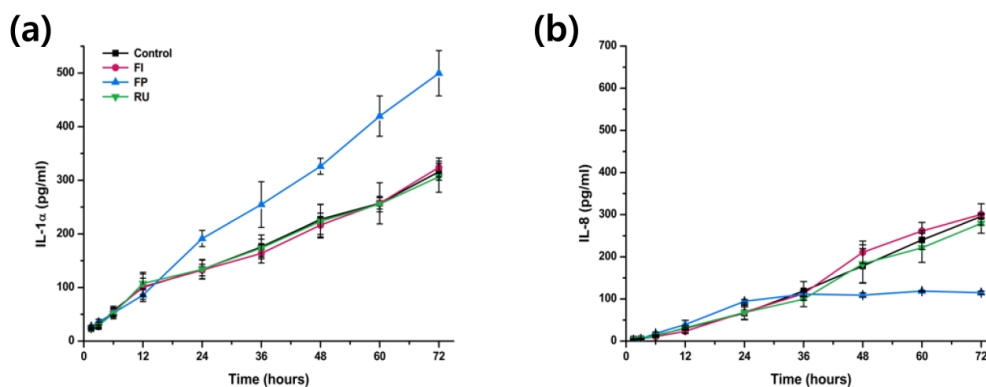 (a)
Control
FI
FP
RU
500
400
300
200
100
0
IL-1α (pg/ml)
0 12 24 36 48 60 72
Time (hours)
(b)
700
600
500
400
300
200
100
0
IL-8 (pg/ml)
0 12 24 36 48 60 72
Time (hours)